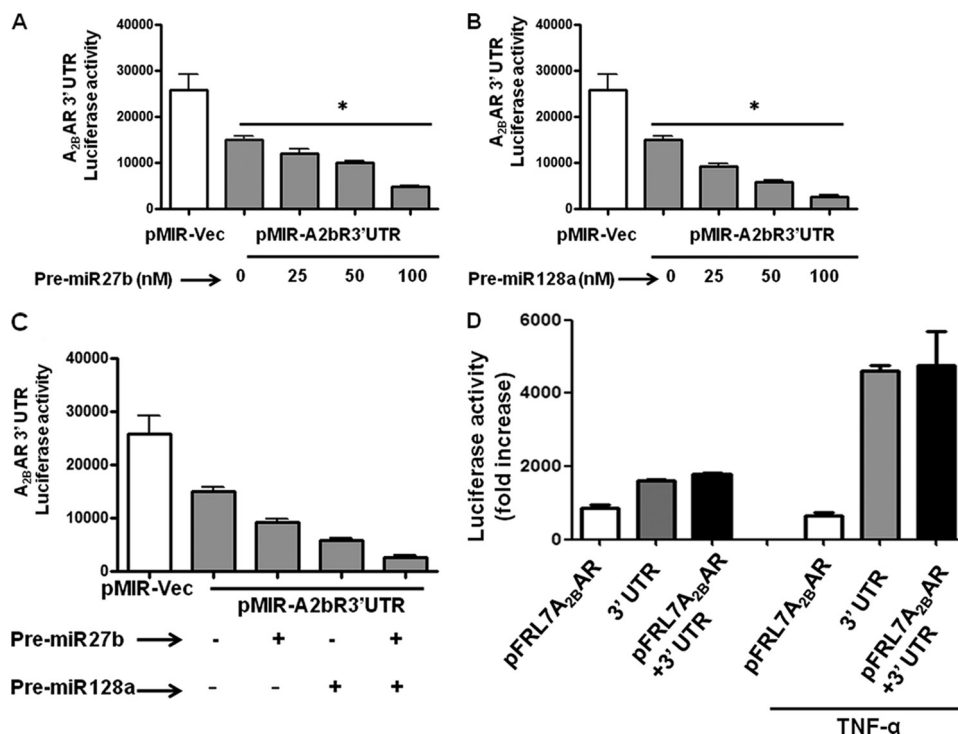 A
A2BAR 3' UTR
Luciferase activity
40000
30000
20000
10000
0
*
pMIR-Vec
pMIR-A2bR3'UTR
Pre-miR27b (nM)
0 25 50 100
B
A2BAR 3' UTR
Luciferase activity
40000
30000
20000
10000
0
*
pMIR-Vec
pMIR-A2bR3'UTR
Pre-miR128a(nM)
0 25 50 100
C
A2BAR 3' UTR
Luciferase activity
40000
30000
20000
10000
0
pMIR-Vec
pMIR-A2bR3'UTR
Pre-miR27b - + - +
Pre-miR128a - - + +
D
Luciferase activity
(fold increase)
6000
4000
2000
0
pFRL7A2BAR
3' UTR
pFRL7A2BAR
+3' UTR
pFRL7A2BAR
3' UTR
pFRL7A2BAR
+3' UTR
TNF-α